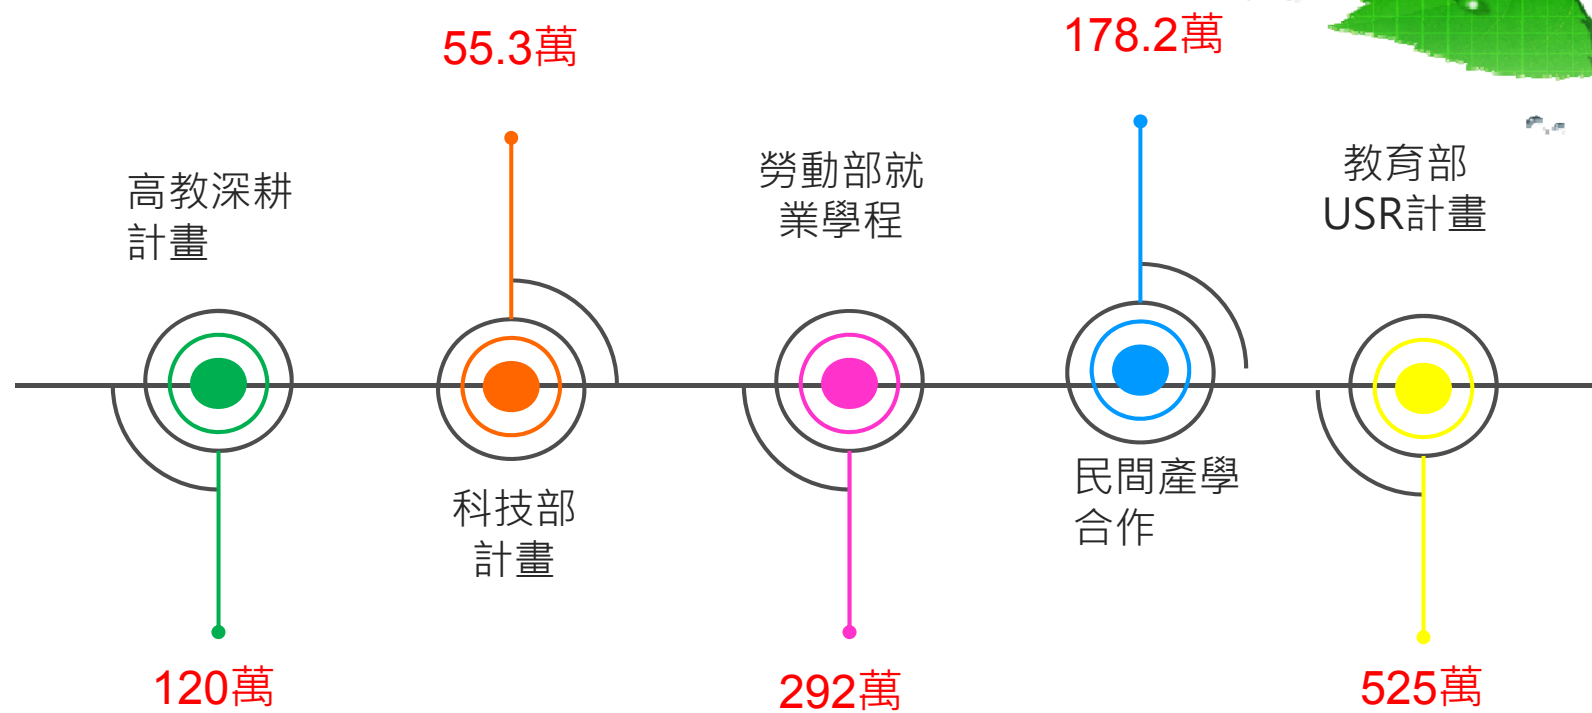 55.3萬
178.2萬
高教深耕
計畫
勞動部就
業學程
教育部
USR計畫
科技部
計畫
民間產學
合作
120萬
292萬
525萬